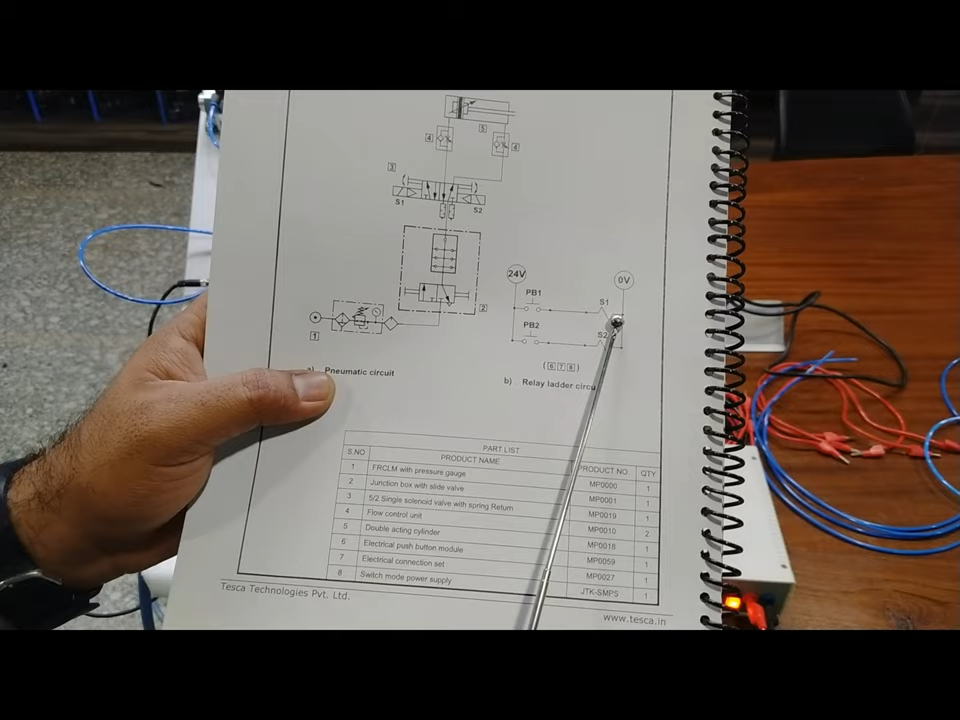 4
5
4
3
S1
S2
24V
0V
PB1
S1
2
1
PB2
S2
(6 7 8)
a) Pneumatic circuit
b) Relay ladder circu
PART LIST
S.NO PRODUCT NAME PRODUCT NO QTY
1 FRCLM with pressure gauge MP0000 1
2 Junction box with slide valve MP0001 1
3 5/2 Single solenoid valve with spring Return MP0019 1
4 Flow control unit MP0010 2
5 Double acting cylinder MP0018 1
6 Electrical push button module MP0059 1
7 Electrical connection set MP0027 1
8 Switch mode power supply JTK-SMPS 1
Tesca Technologies Pvt. Ltd. www.tesca.in